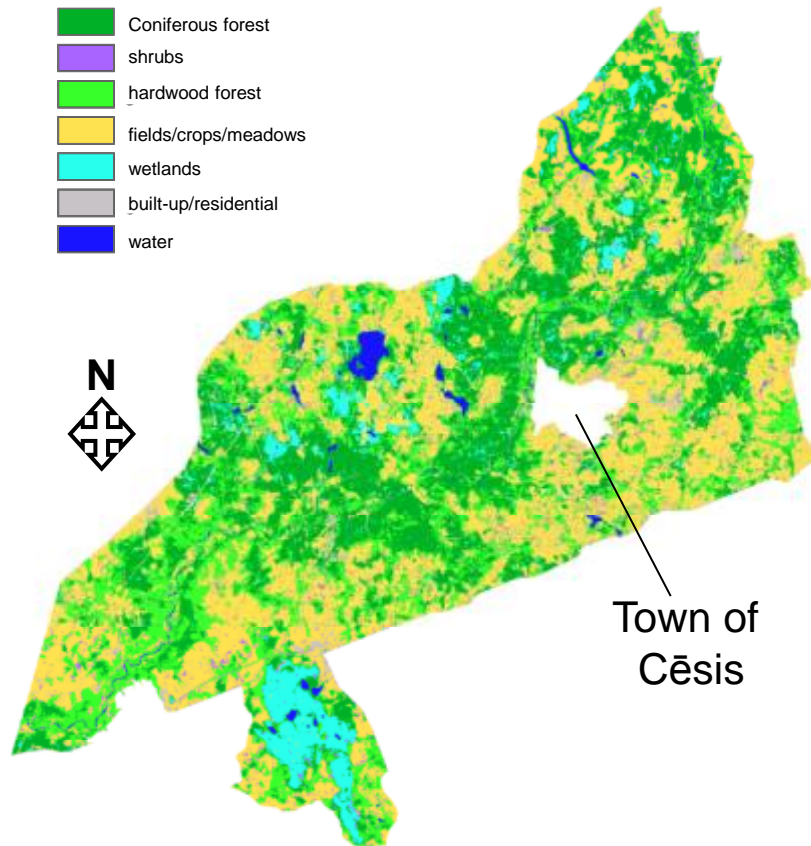 Coniferous forest
shrubs
hardwood forest
fields/crops/meadows
wetlands
built-up/residential
water
N
Town of
Cēsis